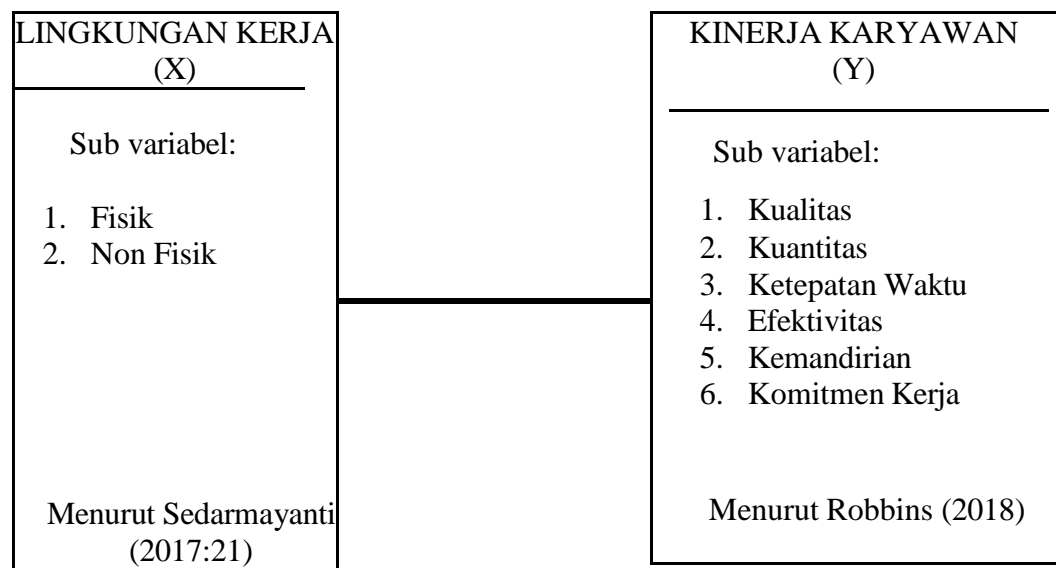 LINGKUNGAN KERJA
(X)
Sub variabel:
1. Fisik
2. Non Fisik
Menurut Sedarmayanti
(2017:21)
KINERJA KARYAWAN
(Y)
Sub variabel:
1. Kualitas
2. Kuantitas
3. Ketepatan Waktu
4. Efektivitas
5. Kemandirian
6. Komitmen Kerja
Menurut Robbins (2018)